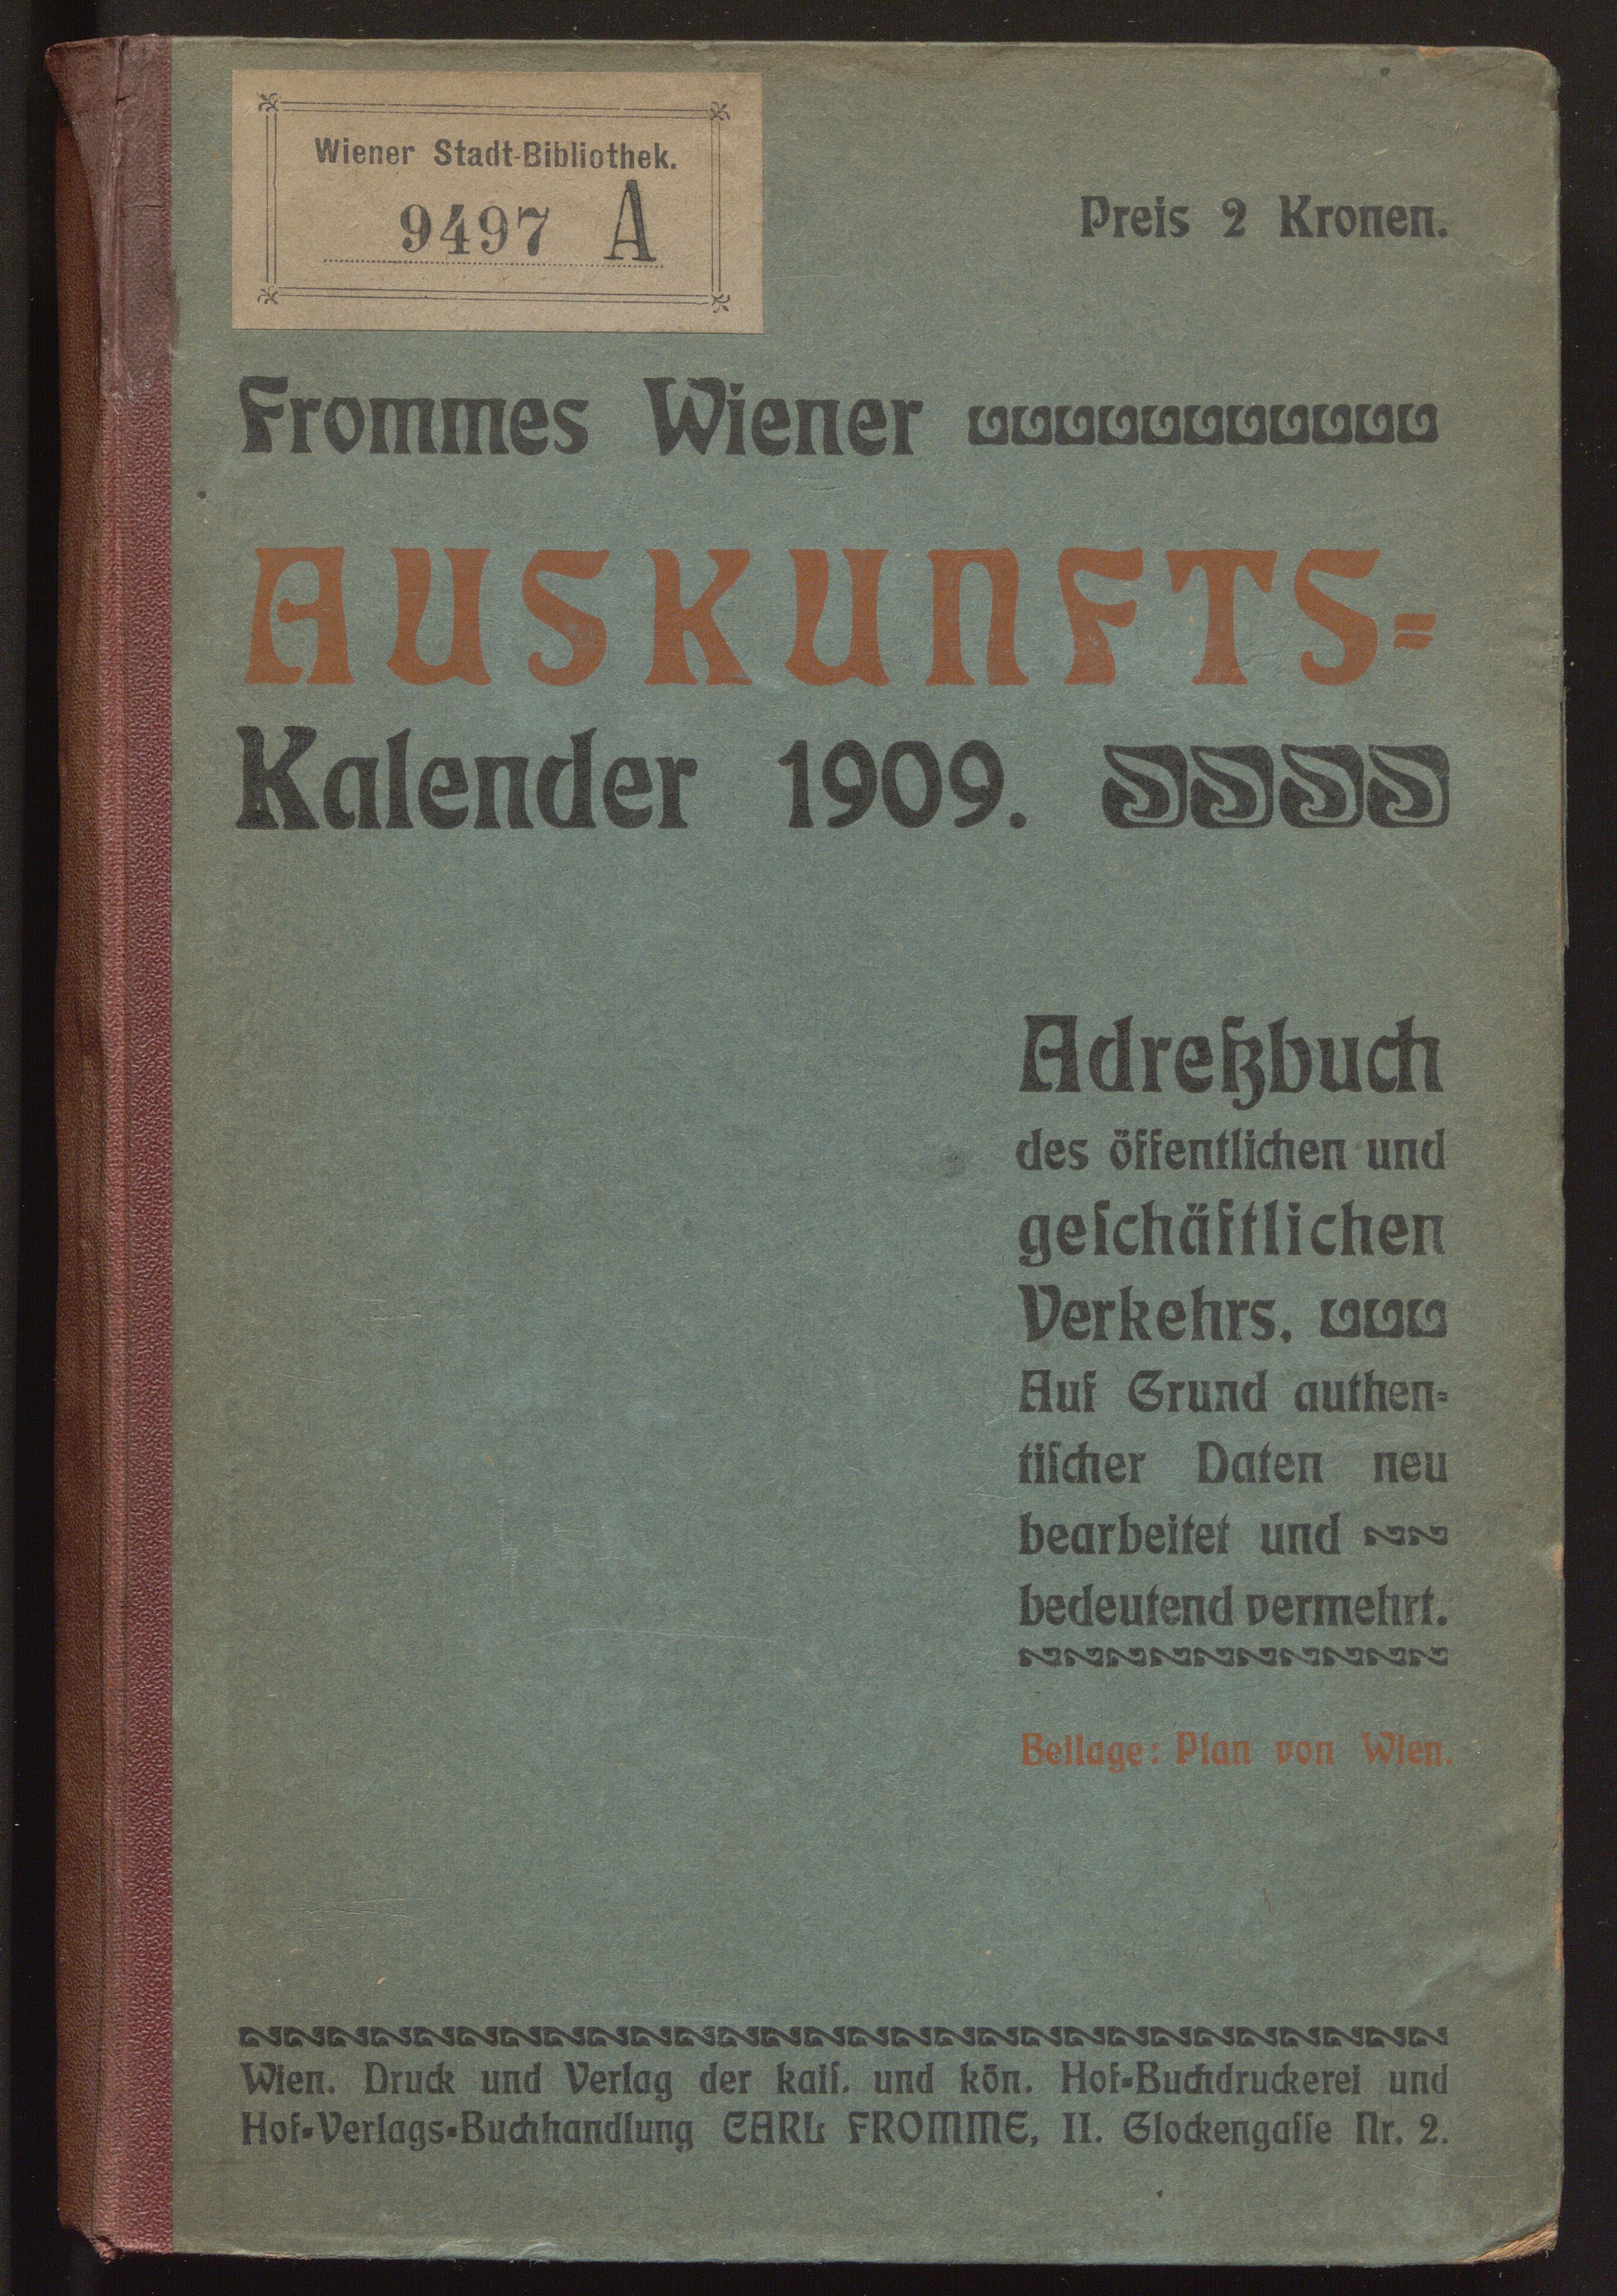 Wiener Stadt-Bibliothek.
9497 A
Preis 2 Kronen.
Frommes Wiener
AUSKUNFTS=
Kalender 1909.
Adreßbuch
des öffentlichen und
geſchäftlichen
Verkehrs.
Auf Grund authen=
tiſcher Daten neu
bearbeitet und
bedeutend vermehrt.
Beilage: Plan von Wien.
Wien. Druck und Verlag der kaiſ. und kön. Hof=Buchdruckerei und
Hof=Verlags=Buchhandlung CARL FROMME, II. Glockengaſſe Nr. 2.